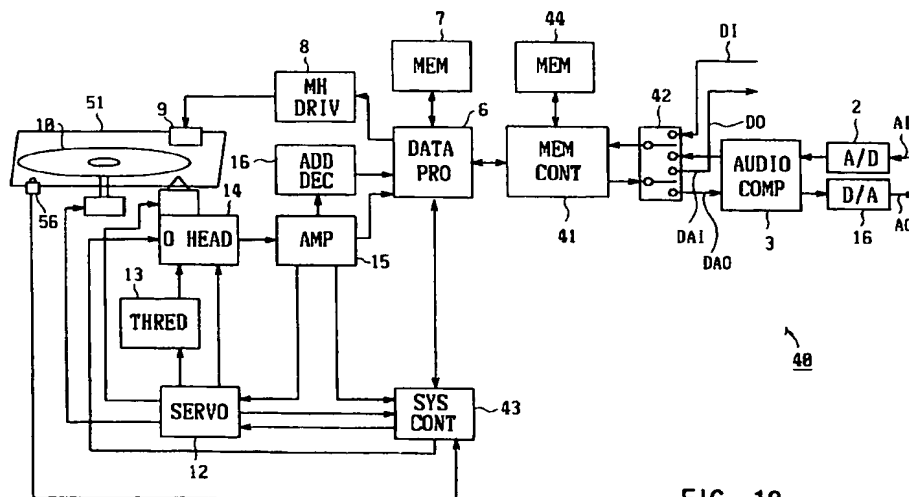 7
44
8
MEM
MEM
DI
MH
DRIV
6
42
51
9
10
DO
2
16
ADD
DEC
DATA
PRO
MEM
CONT
AUDIO
COMP
A/D
D/A
56
14
O HEAD
AMP
15
41
3
16
DAI
DAO
13
THRED
40
SERVO
SYS
CONT
43
12